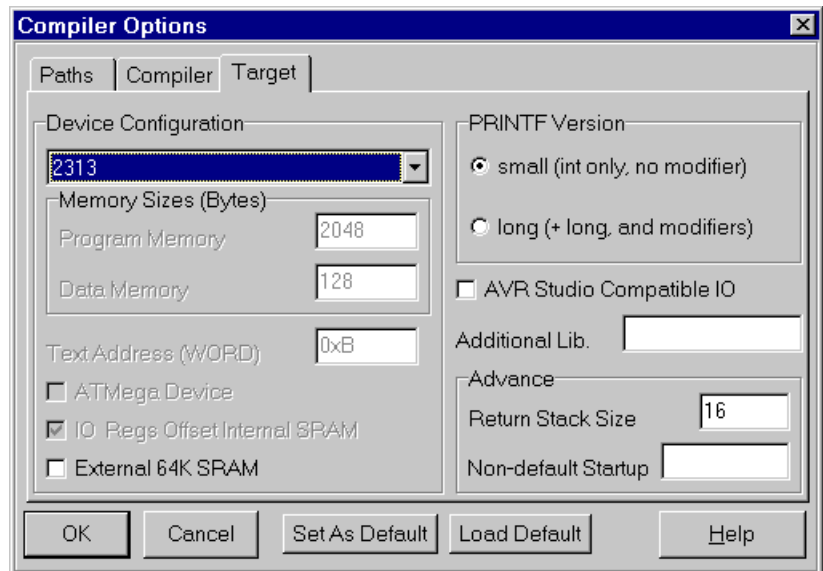 Compiler Options
Paths Compiler Target
Device Configuration
2313
Memory Sizes (Bytes)
Program Memory 2048
Data Memory 128
Text Address (WORD) 0xB
ATMega Device
IO Regs Offset Internal SRAM
External 64K SRAM
PRINTF Version
small (int only, no modifier)
long (+ long, and modifiers)
AVR Studio Compatible IO
Additional Lib.
Advance
Return Stack Size 16
Non-default Startup
OK Cancel Set As Default Load Default Help